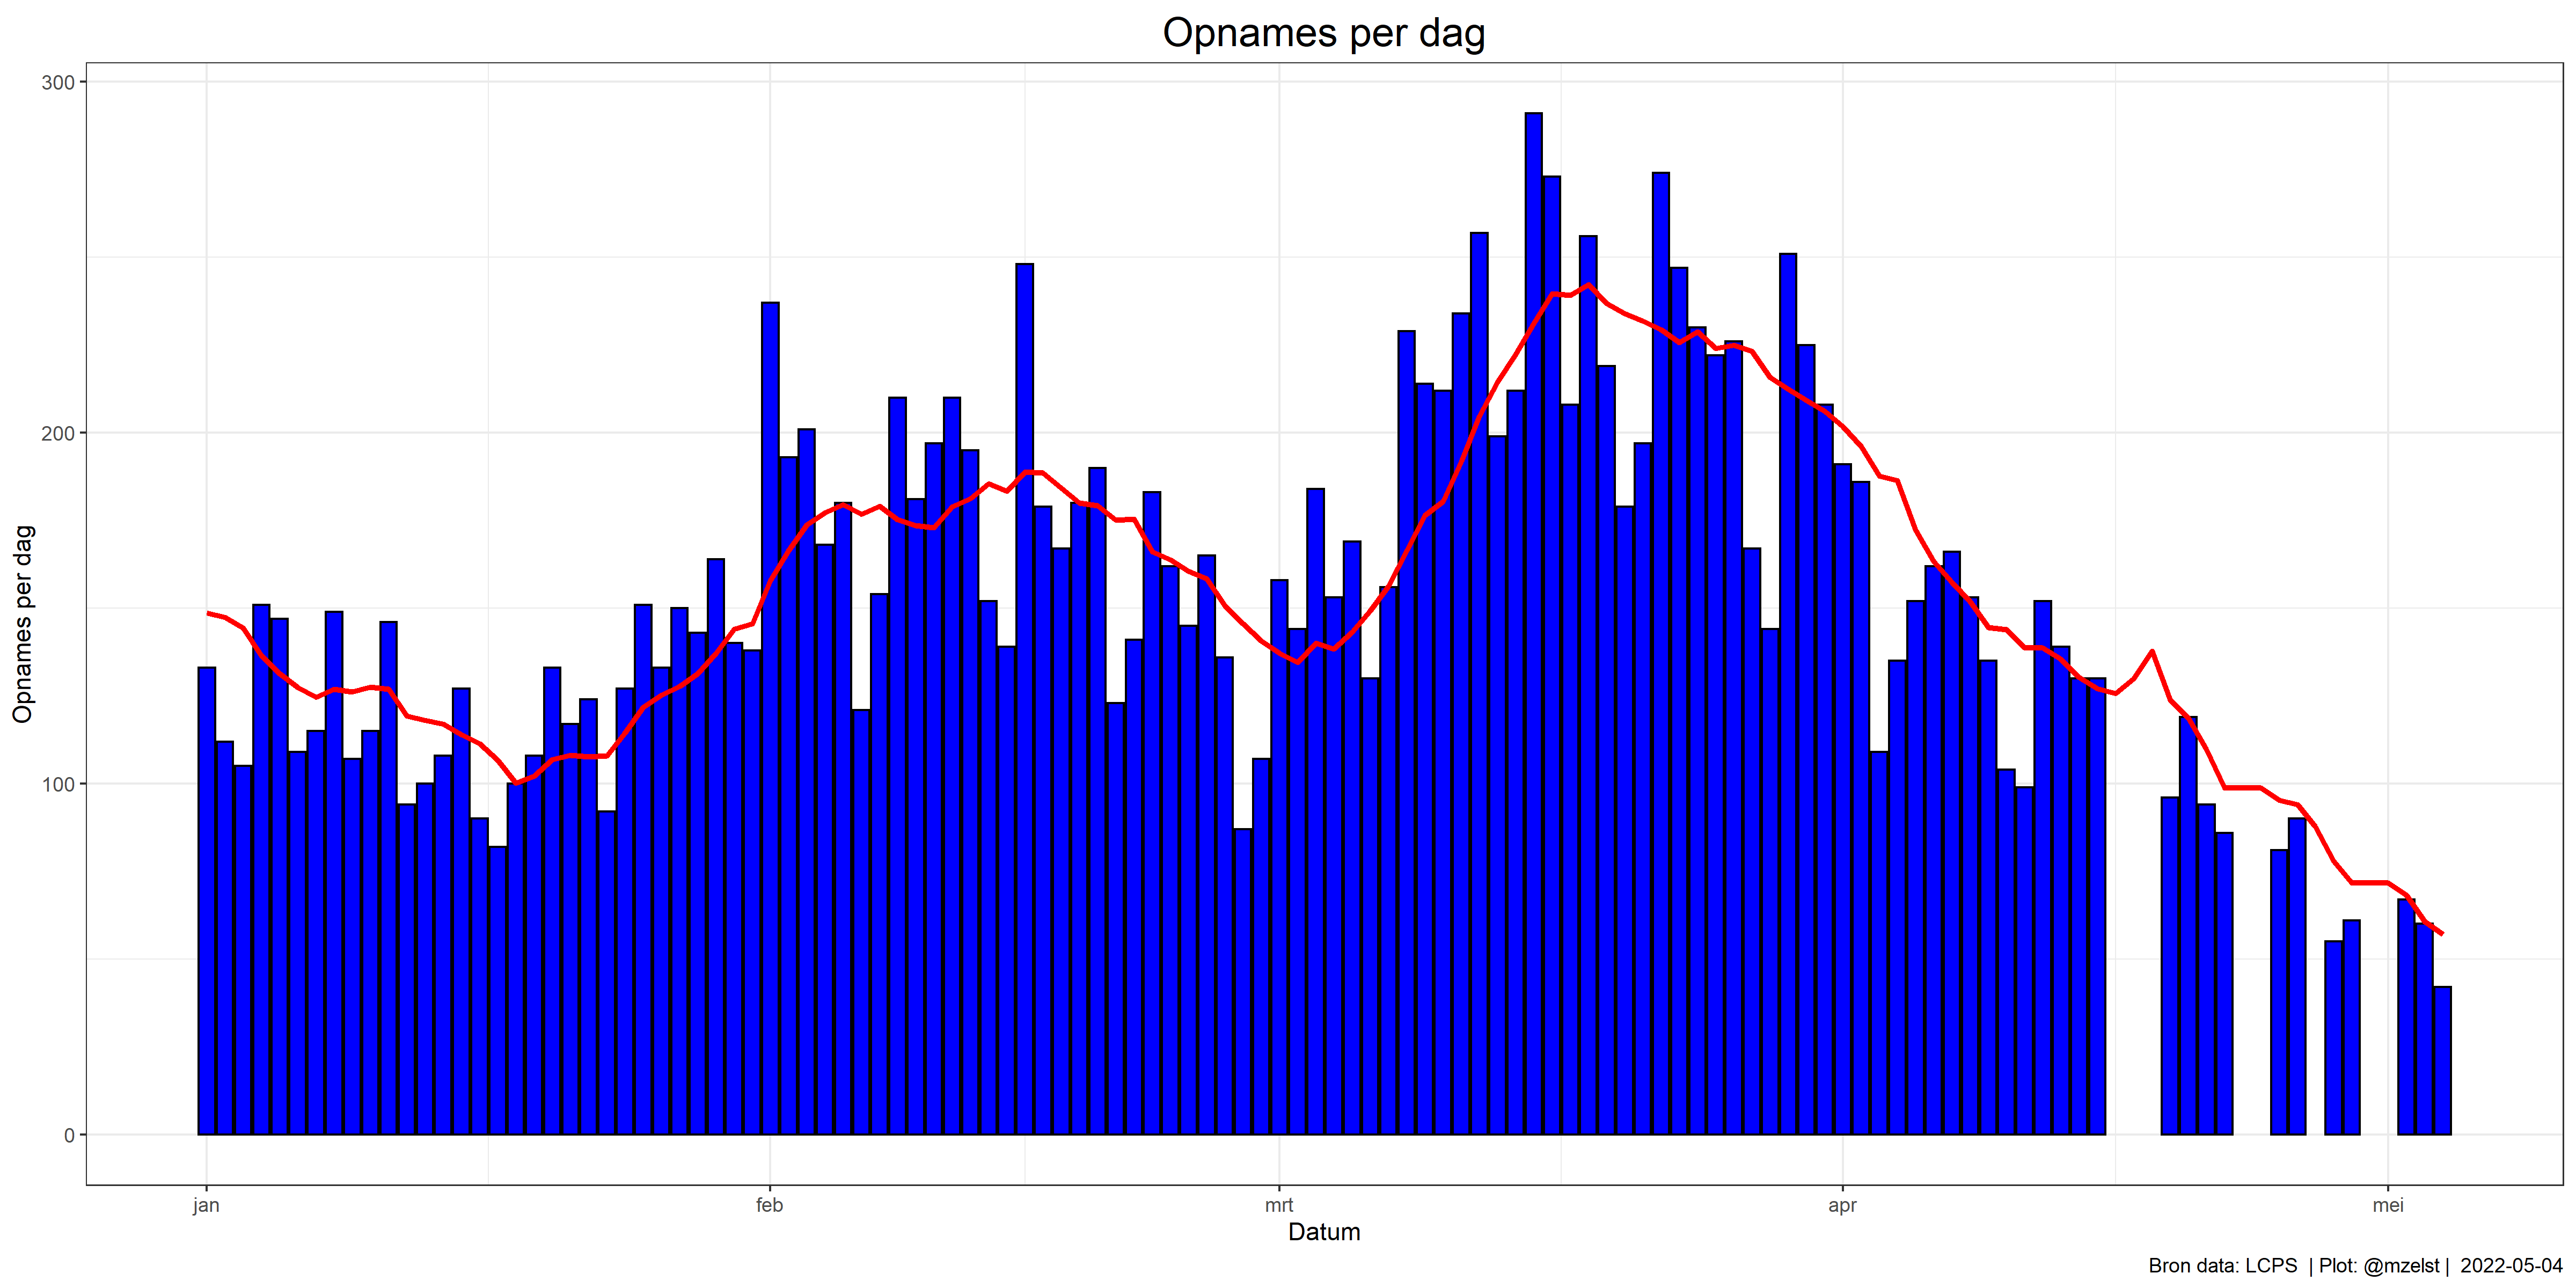 Opnames per dag
300
200
100
0
Opnames per dag
jan feb mrt apr mei
Datum
Bron data: LCPS | Plot: @mzelst | 2022-05-04